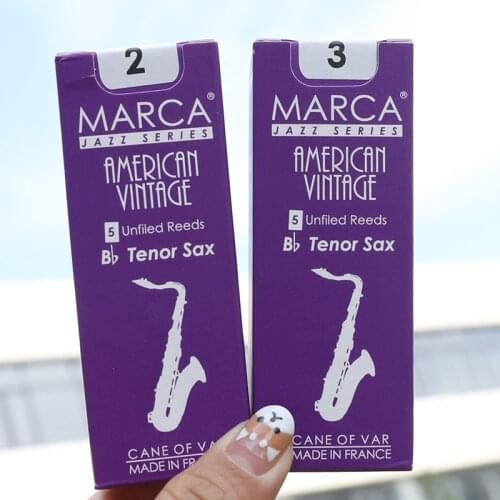 2
MARCA®
JAZZ SERIES
AMERICAN
VINTAGE
5 Unfiled Reeds
B♭ Tenor Sax
CANE OF VAR
MADE IN FRANCE
3
MARCA®
JAZZ SERIES
AMERICAN
VINTAGE
5 Unfiled Reeds
B♭ Tenor Sax
CANE OF VAR
MADE IN FRANCE